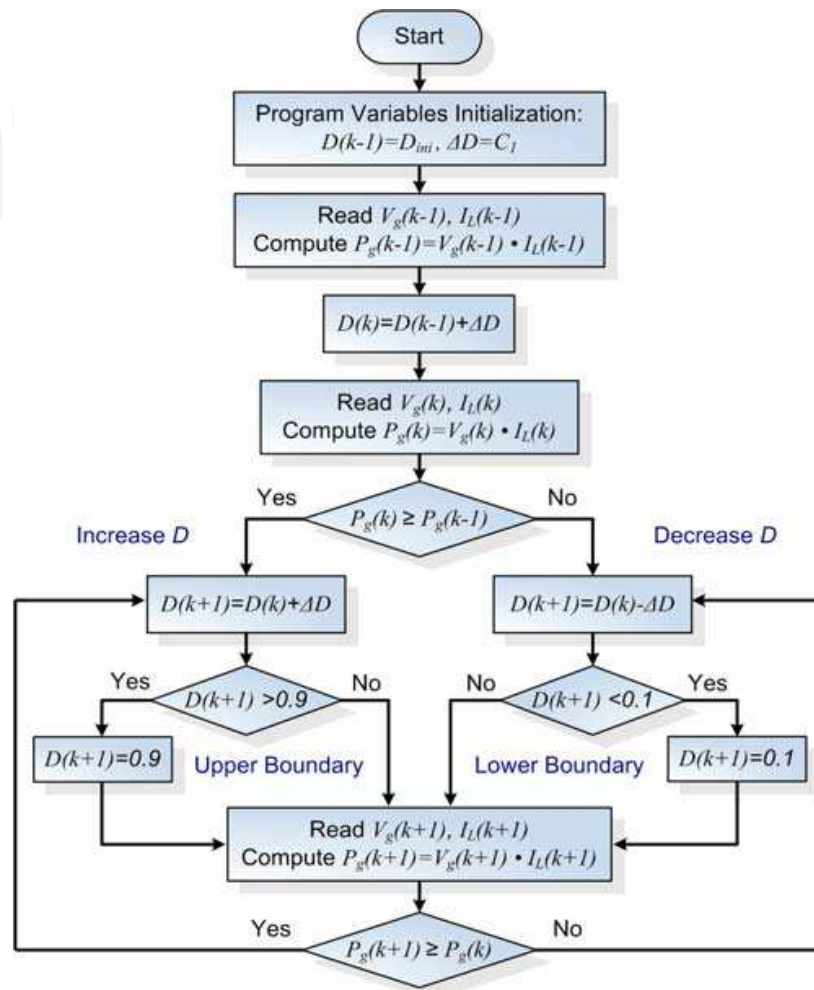 Start
Program Variables Initialization:
D(k-1)=D_ini, ΔD=C_1
Read V_g(k-1), I_L(k-1)
Compute P_g(k-1)=V_g(k-1) • I_L(k-1)
D(k)=D(k-1)+ΔD
Read V_g(k), I_L(k)
Compute P_g(k)=V_g(k) • I_L(k)
Yes
No
P_g(k) ≥ P_g(k-1)
Increase D
Decrease D
D(k+1)=D(k)+ΔD
D(k+1)=D(k)-ΔD
Yes
D(k+1) >0.9
No
No
D(k+1) <0.1
Yes
D(k+1)=0.9
Upper Boundary
Lower Boundary
D(k+1)=0.1
Read V_g(k+1), I_L(k+1)
Compute P_g(k+1)=V_g(k+1) • I_L(k+1)
Yes
No
P_g(k+1) ≥ P_g(k)